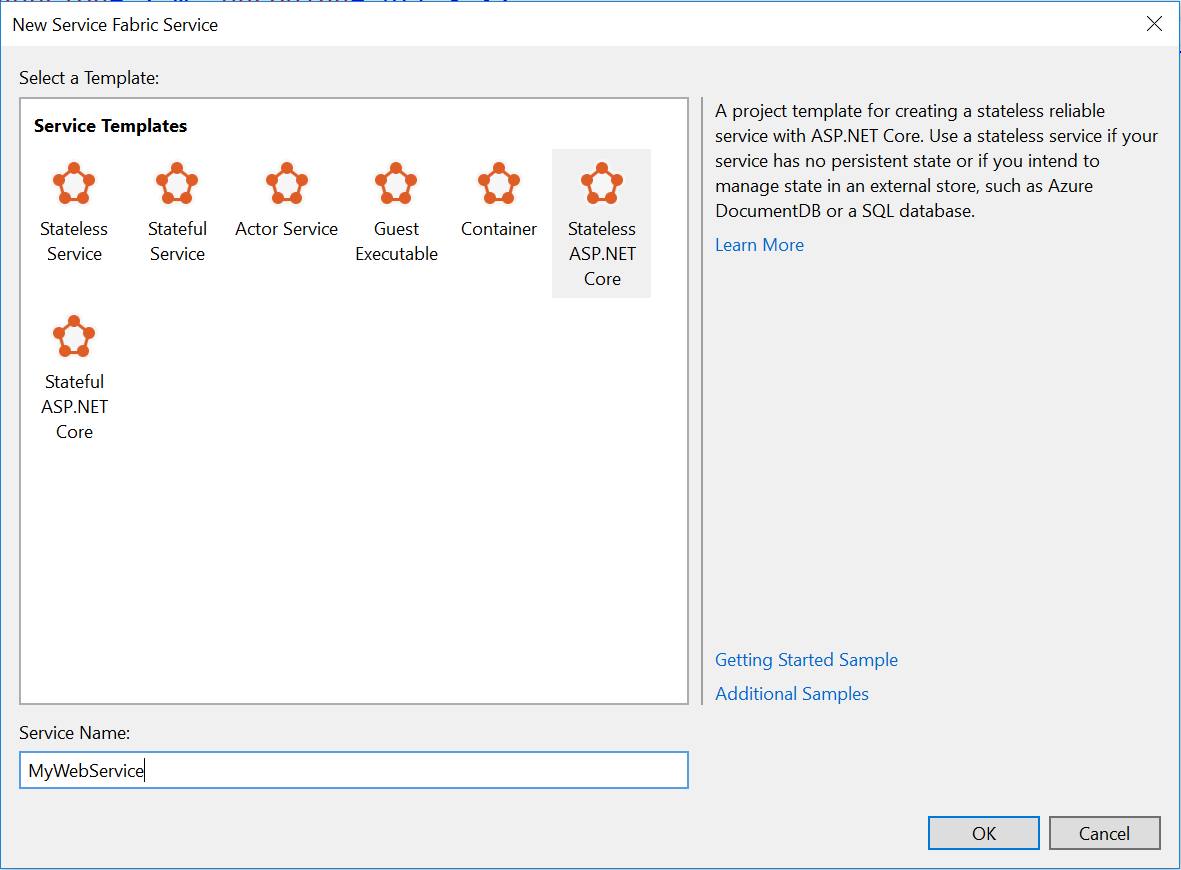 New Service Fabric Service
Select a Template:
Service Templates
Stateless
Service
Stateful
Service
Actor Service
Guest
Executable
Container
Stateless
ASP.NET
Core
Stateful
ASP.NET
Core
A project template for creating a stateless reliable
service with ASP.NET Core. Use a stateless service if your
service has no persistent state or if you intend to
manage state in an external store, such as Azure
DocumentDB or a SQL database.
Learn More
Getting Started Sample
Additional Samples
Service Name:
MyWebService
OK
Cancel